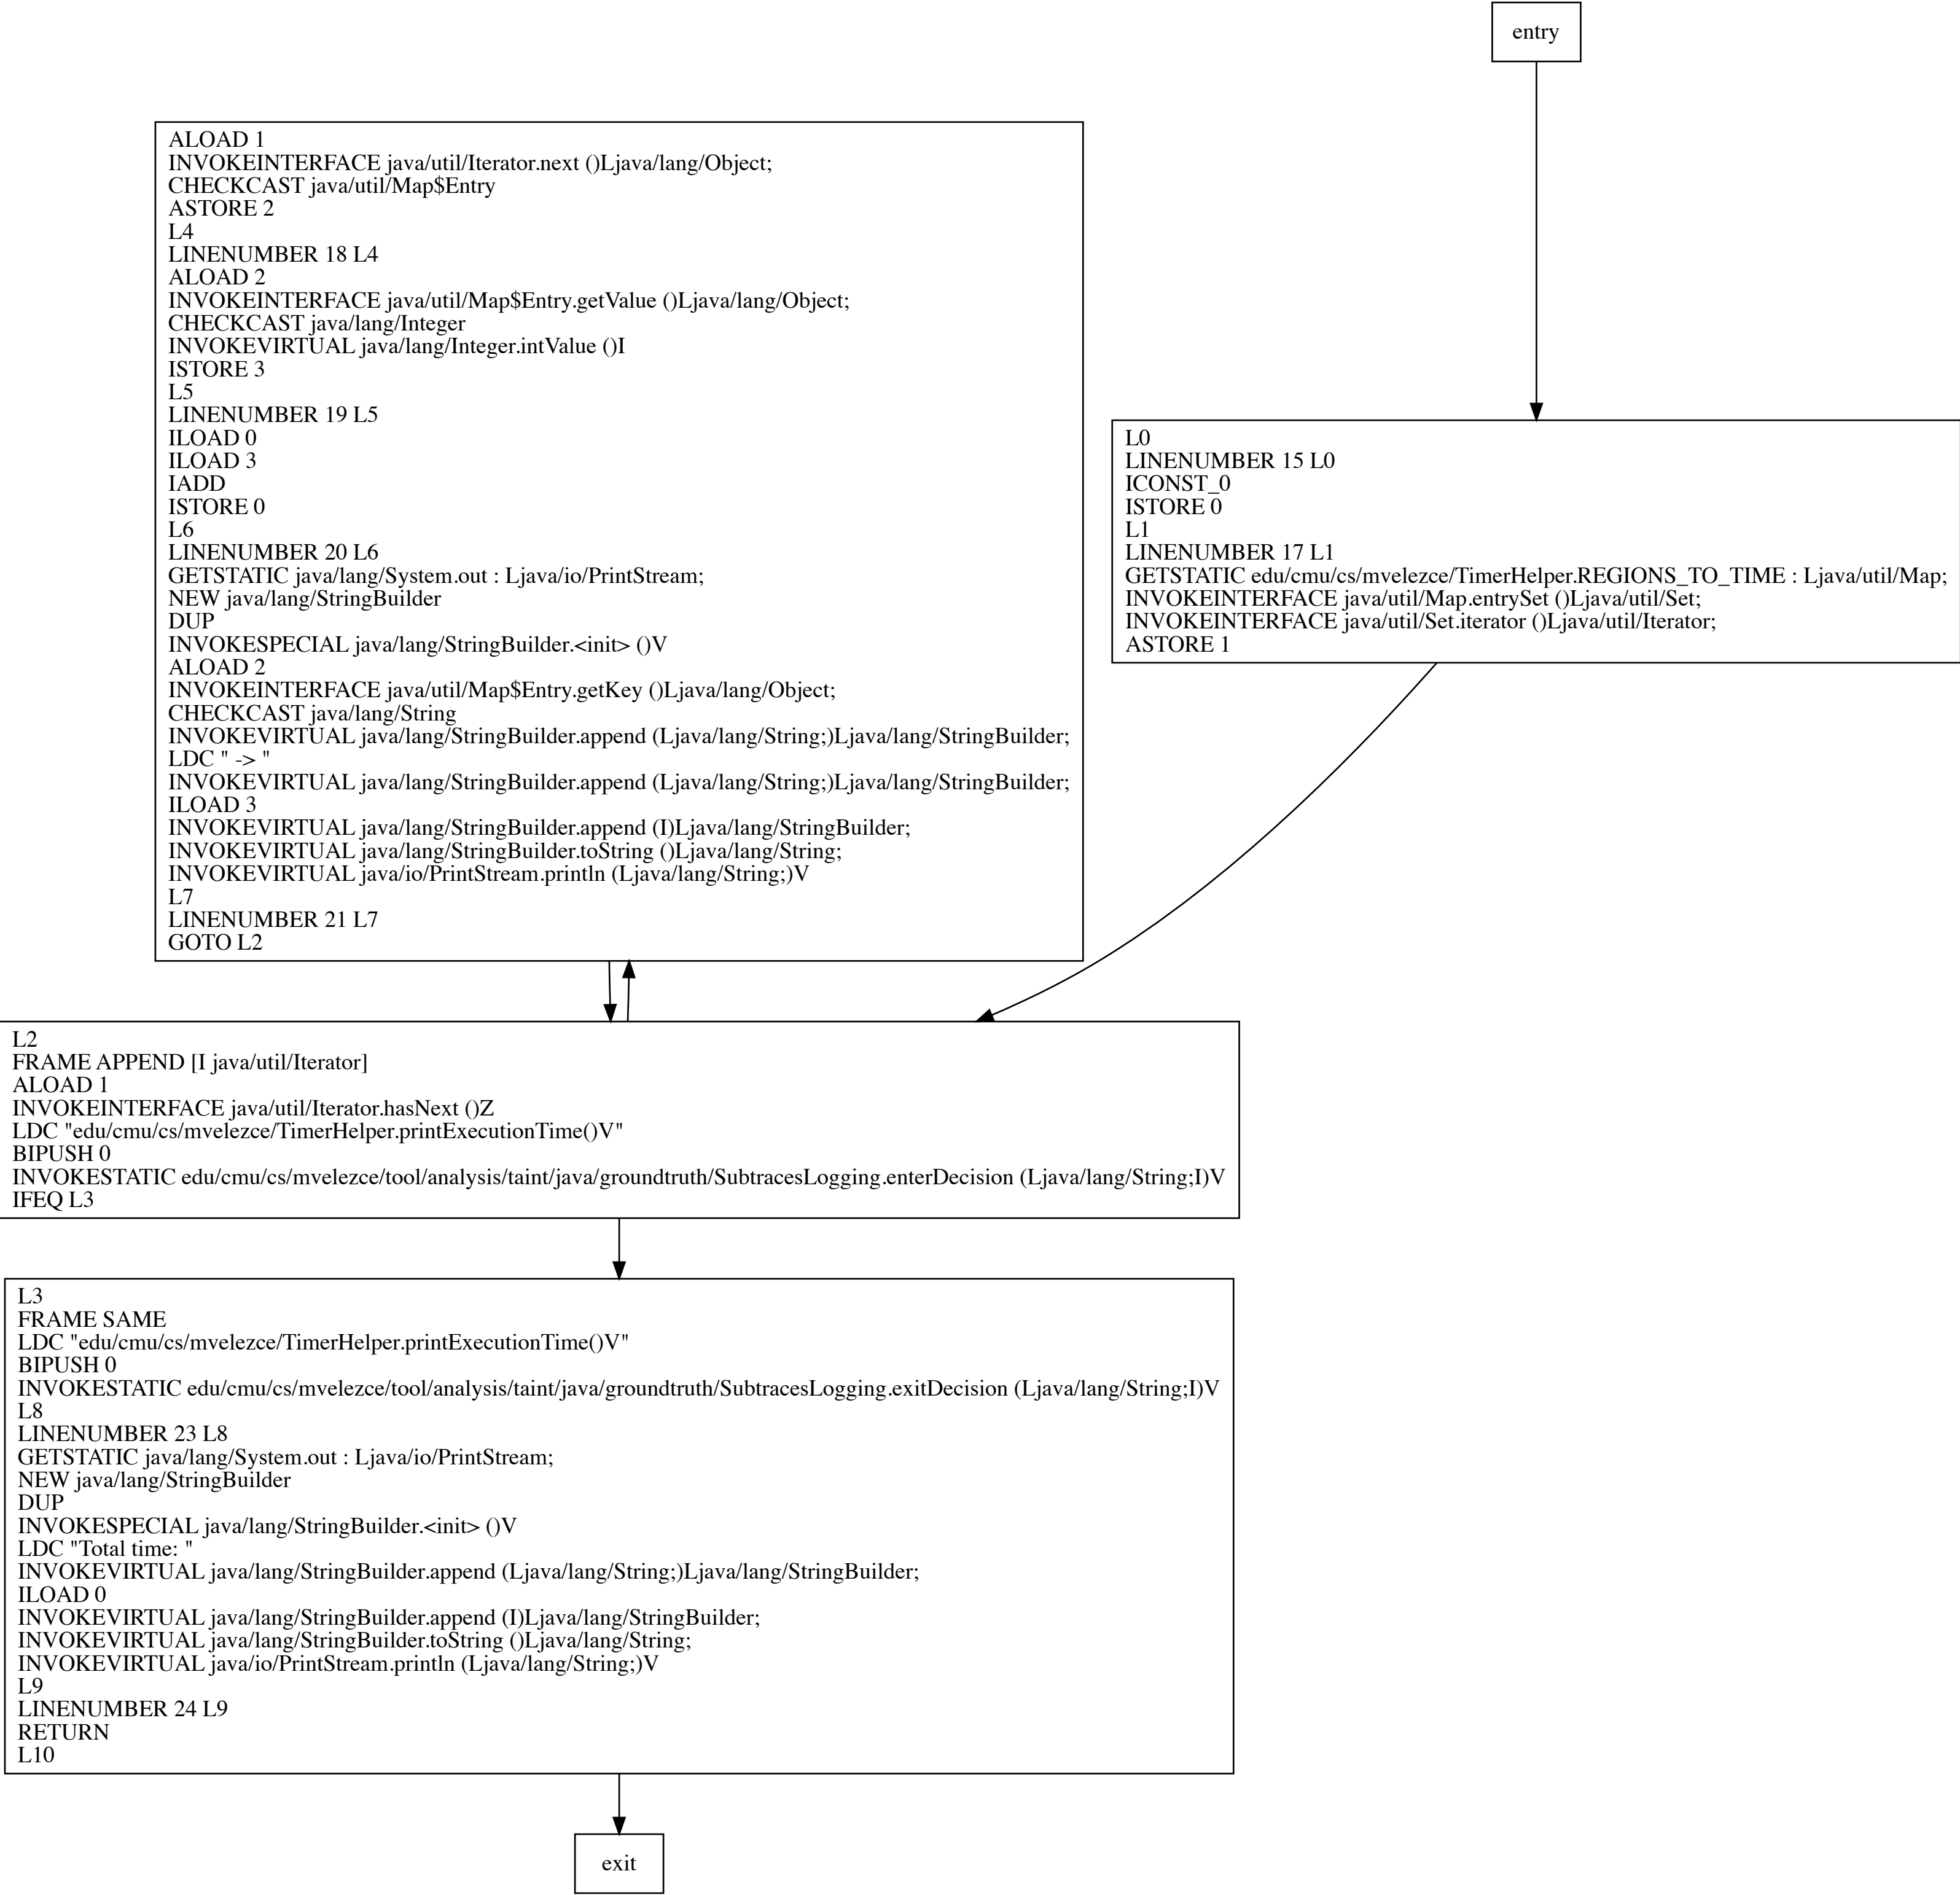 entry
ALOAD 1
INVOKEINTERFACE java/util/Iterator.next ()Ljava/lang/Object;
CHECKCAST java/util/Map$Entry
ASTORE 2
L4
LINENUMBER 18 L4
ALOAD 2
INVOKEINTERFACE java/util/Map$Entry.getValue ()Ljava/lang/Object;
CHECKCAST java/lang/Integer
INVOKEVIRTUAL java/lang/Integer.intValue ()I
ISTORE 3
L5
LINENUMBER 19 L5
ILOAD 0
ILOAD 3
IADD
ISTORE 0
L6
LINENUMBER 20 L6
GETSTATIC java/lang/System.out : Ljava/io/PrintStream;
NEW java/lang/StringBuilder
DUP
INVOKESPECIAL java/lang/StringBuilder.<init> ()V
ALOAD 2
INVOKEINTERFACE java/util/Map$Entry.getKey ()Ljava/lang/Object;
CHECKCAST java/lang/String
INVOKEVIRTUAL java/lang/StringBuilder.append (Ljava/lang/String;)Ljava/lang/StringBuilder;
LDC " -> "
INVOKEVIRTUAL java/lang/StringBuilder.append (Ljava/lang/String;)Ljava/lang/StringBuilder;
ILOAD 3
INVOKEVIRTUAL java/lang/StringBuilder.append (I)Ljava/lang/StringBuilder;
INVOKEVIRTUAL java/lang/StringBuilder.toString ()Ljava/lang/String;
INVOKEVIRTUAL java/io/PrintStream.println (Ljava/lang/String;)V
L7
LINENUMBER 21 L7
GOTO L2
L0
LINENUMBER 15 L0
ICONST_0
ISTORE 0
L1
LINENUMBER 17 L1
GETSTATIC edu/cmu/cs/mvelezce/TimerHelper.REGIONS_TO_TIME : Ljava/util/Map;
INVOKEINTERFACE java/util/Map.entrySet ()Ljava/util/Set;
INVOKEINTERFACE java/util/Set.iterator ()Ljava/util/Iterator;
ASTORE 1
L2
FRAME APPEND [I java/util/Iterator]
ALOAD 1
INVOKEINTERFACE java/util/Iterator.hasNext ()Z
LDC "edu/cmu/cs/mvelezce/TimerHelper.printExecutionTime()V"
BIPUSH 0
INVOKESTATIC edu/cmu/cs/mvelezce/tool/analysis/taint/java/groundtruth/SubtracesLogging.enterDecision (Ljava/lang/String;I)V
IFEQ L3
L3
FRAME SAME
LDC "edu/cmu/cs/mvelezce/TimerHelper.printExecutionTime()V"
BIPUSH 0
INVOKESTATIC edu/cmu/cs/mvelezce/tool/analysis/taint/java/groundtruth/SubtracesLogging.exitDecision (Ljava/lang/String;I)V
L8
LINENUMBER 23 L8
GETSTATIC java/lang/System.out : Ljava/io/PrintStream;
NEW java/lang/StringBuilder
DUP
INVOKESPECIAL java/lang/StringBuilder.<init> ()V
LDC "Total time: "
INVOKEVIRTUAL java/lang/StringBuilder.append (Ljava/lang/String;)Ljava/lang/StringBuilder;
ILOAD 0
INVOKEVIRTUAL java/lang/StringBuilder.append (I)Ljava/lang/StringBuilder;
INVOKEVIRTUAL java/lang/StringBuilder.toString ()Ljava/lang/String;
INVOKEVIRTUAL java/io/PrintStream.println (Ljava/lang/String;)V
L9
LINENUMBER 24 L9
RETURN
L10
exit